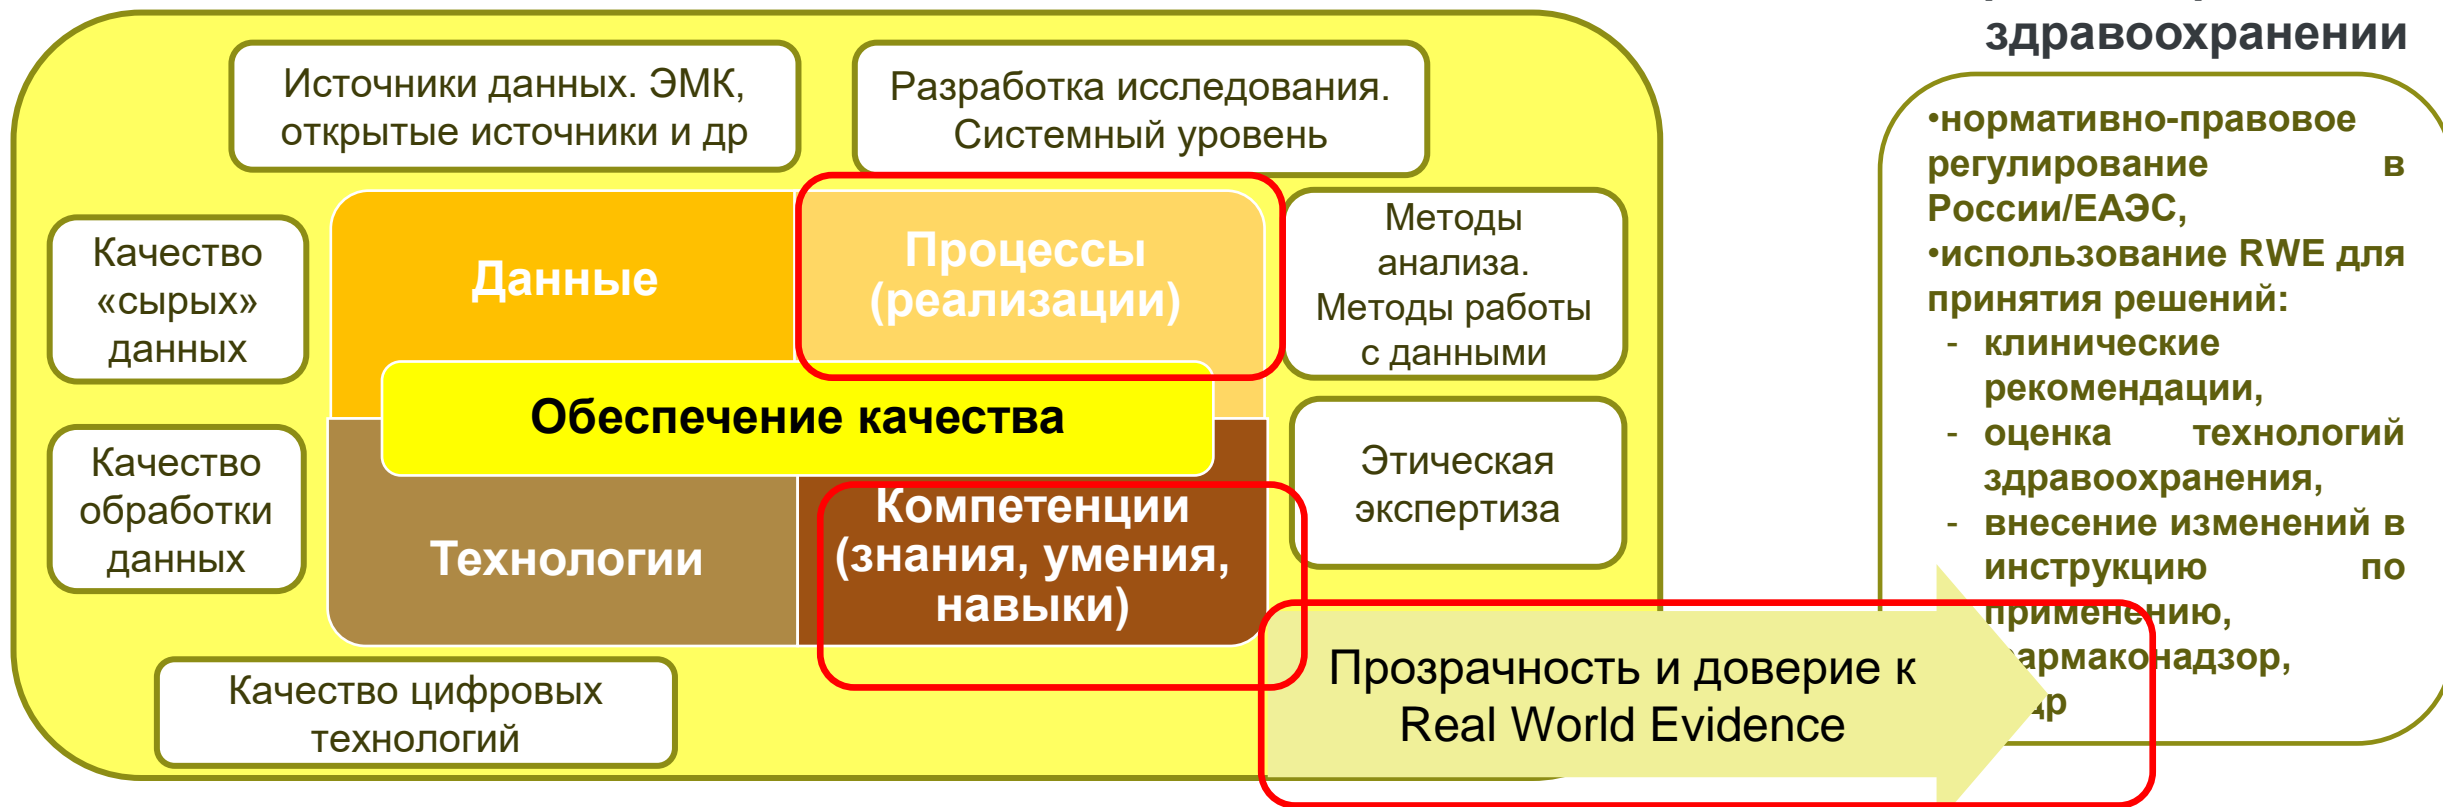 здравоохранении
Источники данных. ЭМК,
открытые источники и др
Разработка исследования.
Системный уровень
Качество
«сырых»
данных
Данные
Процессы
(реализации)
Методы
анализа.
Методы работы
с данными
Обеспечение качества
Качество
обработки
данных
Технологии
Компетенции
(знания, умения,
навыки)
Этическая
экспертиза
Качество цифровых
технологий
Прозрачность и доверие к
Real World Evidence
•нормативно-правовое
регулирование в
России/ЕАЭС,
•использование RWE для
принятия решений:
- клинические
рекомендации,
- оценка технологий
здравоохранения,
- внесение изменений в
инструкцию по
применению,
армаконадзор,
др